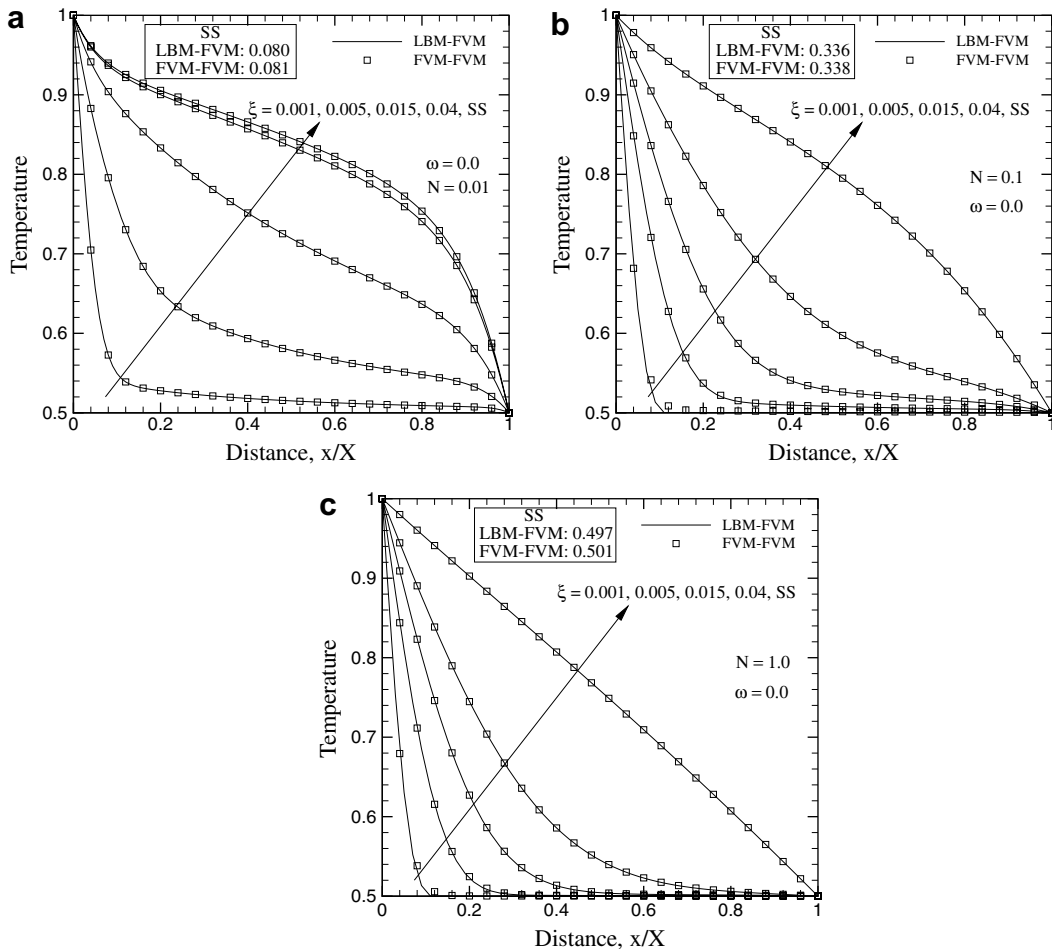 a
SS
LBM-FVM: 0.080
FVM-FVM: 0.081
LBM-FVM
FVM-FVM
ξ = 0.001, 0.005, 0.015, 0.04, SS
ω = 0.0
N = 0.01
Temperature
1
0.9
0.8
0.7
0.6
0.5
0
0.2
0.4
0.6
0.8
1
Distance, x/X
b
SS
LBM-FVM: 0.336
FVM-FVM: 0.338
LBM-FVM
FVM-FVM
ξ = 0.001, 0.005, 0.015, 0.04, SS
N = 0.1
ω = 0.0
Temperature
1
0.9
0.8
0.7
0.6
0.5
0
0.2
0.4
0.6
0.8
1
Distance, x/X
c
SS
LBM-FVM: 0.497
FVM-FVM: 0.501
LBM-FVM
FVM-FVM
ξ = 0.001, 0.005, 0.015, 0.04, SS
N = 1.0
ω = 0.0
Temperature
1
0.9
0.8
0.7
0.6
0.5
0
0.2
0.4
0.6
0.8
1
Distance, x/X